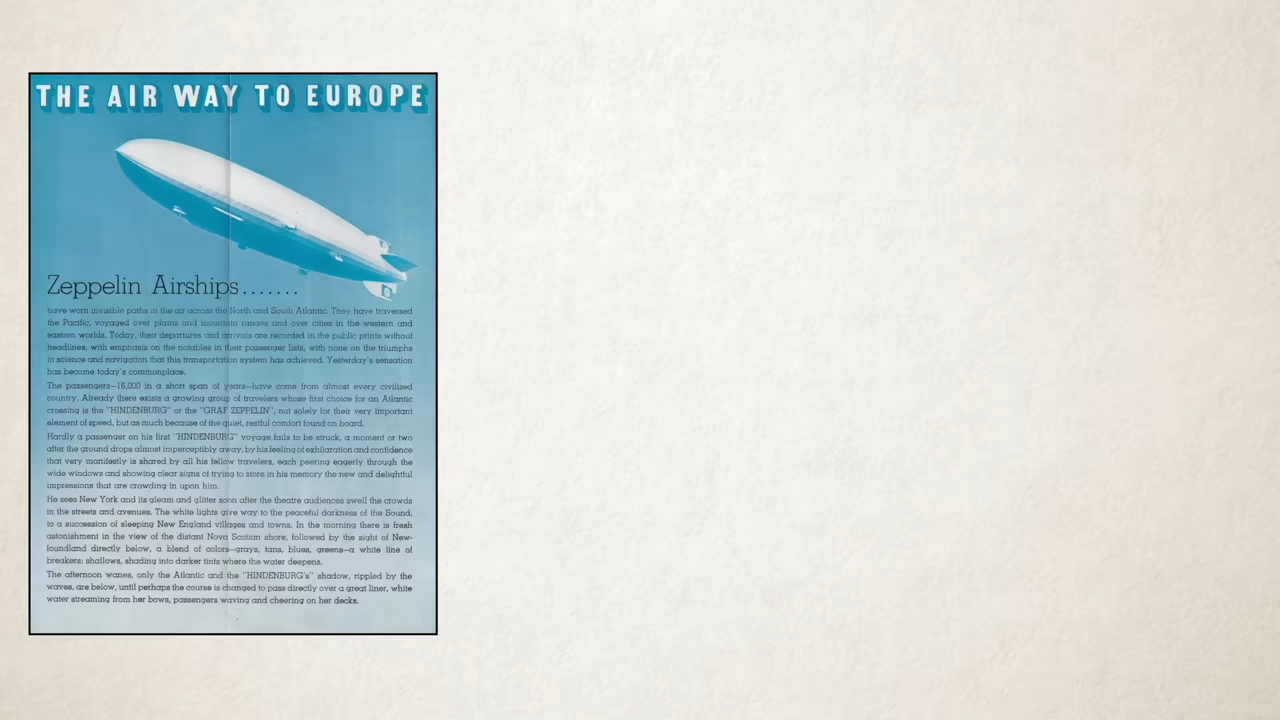 THE AIR WAY TO EUROPE
Zeppelin Airships.......
have worn invisible paths in the air across the North and South Atlantic. They have traversed
the Pacific, voyaged over plains and mountain ranges and over cities in the western and
eastern worlds. Today, their departures and arrivals are recorded in the public prints without
headlines, with emphasis on the notables in their passenger lists, with none on the triumphs
in science and navigation that this transportation system has achieved. Yesterday's sensation
has become today's commonplace.
The passengers—16,000 in a short span of years—have come from almost every civilized
country. Already there exists a growing group of travelers whose first choice for an Atlantic
crossing is the "HINDENBURG" or the "GRAF ZEPPELIN", not solely for their very important
element of speed, but as much because of the quiet, restful comfort found on board.
Hardly a passenger on his first "HINDENBURG" voyage fails to be struck, a moment or two
after the ground drops almost imperceptibly away, by his feeling of exhilaration and confidence
that very manifestly is shared by all his fellow travelers, each peering eagerly through the
wide windows and showing clear signs of trying to store in his memory the new and delightful
impressions that are crowding in upon him.
He sees New York and its gleam and glitter soon after the theatre audiences swell the crowds
in the streets and avenues. The white lights give way to the peaceful darkness of the Sound,
to a succession of sleeping New England villages and towns. In the morning there is fresh
astonishment in the view of the distant Nova Scotian shore, followed by the sight of New-
foundland directly below, a blend of colors—grays, tans, blues, greens—a white line of
breakers; shallows, shading into darker tints where the water deepens.
The afternoon wanes, only the Atlantic and the "HINDENBURG's" shadow, rippled by the
waves, are below, until perhaps the course is changed to pass directly over a great liner, white
water streaming from her bows, passengers waving and cheering on her decks.